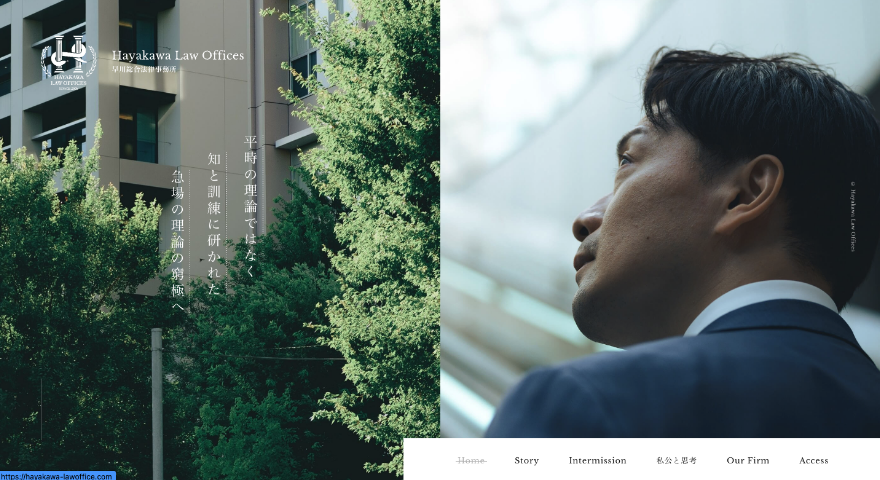 HAYAKAWA
LAW OFFICES
Hayakawa Law Offices
早川総合法律事務所
平時の理論ではなく
知と訓練に研かれた
急場の理論の窮極へ
© Hayakawa Law Offices
Home
Story
Intermission
私公と思考
Our Firm
Access
https://hayakawa-lawoffice.com